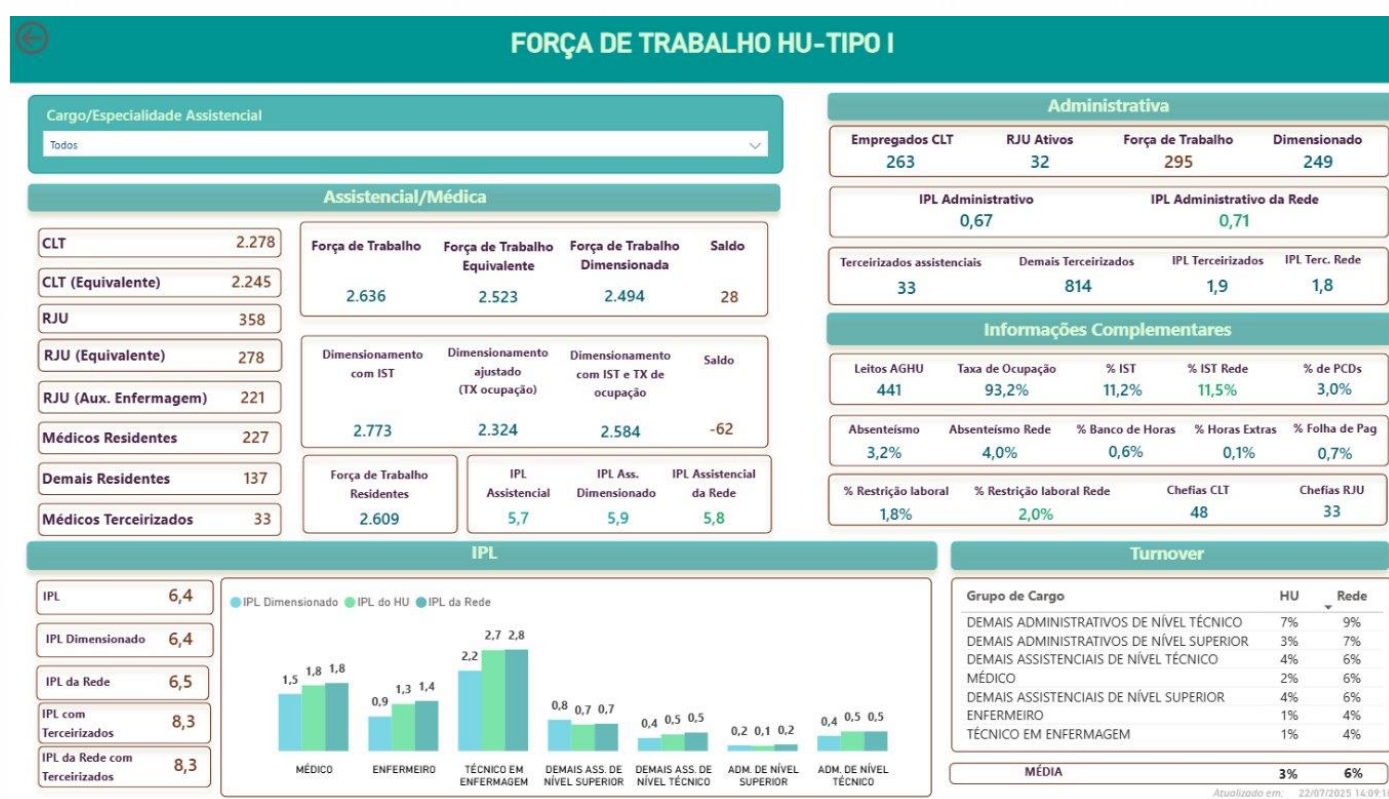 FORÇA DE TRABALHO HU-TIPO I
Cargo/Especialidade Assistencial
Todos
Assistencial/Médica
CLT 2.278
CLT (Equivalente) 2.245
RJU 358
RJU (Equivalente) 278
RJU (Aux. Enfermagem) 221
Médicos Residentes 227
Demais Residentes 137
Médicos Terceirizados 33
Força de Trabalho Força de Trabalho Força de Trabalho Saldo
Equivalente Dimensionada
2.636 2.523 2.494 28
Dimensionamento Dimensionamento Dimensionamento Saldo
com IST ajustado com IST e TX de
(TX ocupação) ocupação
2.773 2.324 2.584 -62
Força de Trabalho
Residentes
2.609
IPL IPL Ass. IPL Assistencial
Assistencial Dimensionado da Rede
5,7 5,9 5,8
Administrativa
Empregados CLT RJU Ativos Força de Trabalho Dimensionado
263 32 295 249
IPL Administrativo IPL Administrativo da Rede
0,67 0,71
Terceirizados assistenciais Demais Terceirizados IPL Terceirizados IPL Terc. Rede
33 814 1,9 1,8
Informações Complementares
Leitos AGHU Taxa de Ocupação % IST % IST Rede % de PCDs
441 93,2% 11,2% 11,5% 3,0%
Absenteísmo Absenteísmo Rede % Banco de Horas % Horas Extras % Folha de Pag
3,2% 4,0% 0,6% 0,1% 0,7%
% Restrição laboral % Restrição laboral Rede Chefias CLT Chefias RJU
1,8% 2,0% 48 33
IPL
IPL 6,4
IPL Dimensionado 6,4
IPL da Rede 6,5
IPL com
Terceirizados 8,3
IPL da Rede com
Terceirizados 8,3
IPL Dimensionado IPL do HU IPL da Rede
1,5 1,8 1,8
0,9 1,3 1,4
2,2 2,7 2,8
0,8 0,7 0,7
0,4 0,5 0,5
0,2 0,1 0,2
0,4 0,5 0,5
MÉDICO ENFERMEIRO TÉCNICO EM DEMAIS ASS. DE DEMAIS ASS. DE ADM. DE NÍVEL ADM. DE NÍVEL
ENFERMAGEM NÍVEL SUPERIOR NÍVEL TÉCNICO SUPERIOR TÉCNICO
Turnover
Grupo de Cargo HU Rede
DEMAIS ADMINISTRATIVOS DE NÍVEL TÉCNICO 7% 9%
DEMAIS ADMINISTRATIVOS DE NÍVEL SUPERIOR 3% 7%
DEMAIS ASSISTENCIAIS DE NÍVEL TÉCNICO 4% 6%
MÉDICO 2% 6%
DEMAIS ASSISTENCIAIS DE NÍVEL SUPERIOR 4% 6%
ENFERMEIRO 1% 4%
TÉCNICO EM ENFERMAGEM 1% 4%
MÉDIA 3% 6%
Atualizado em: 22/07/2025 14:09:1